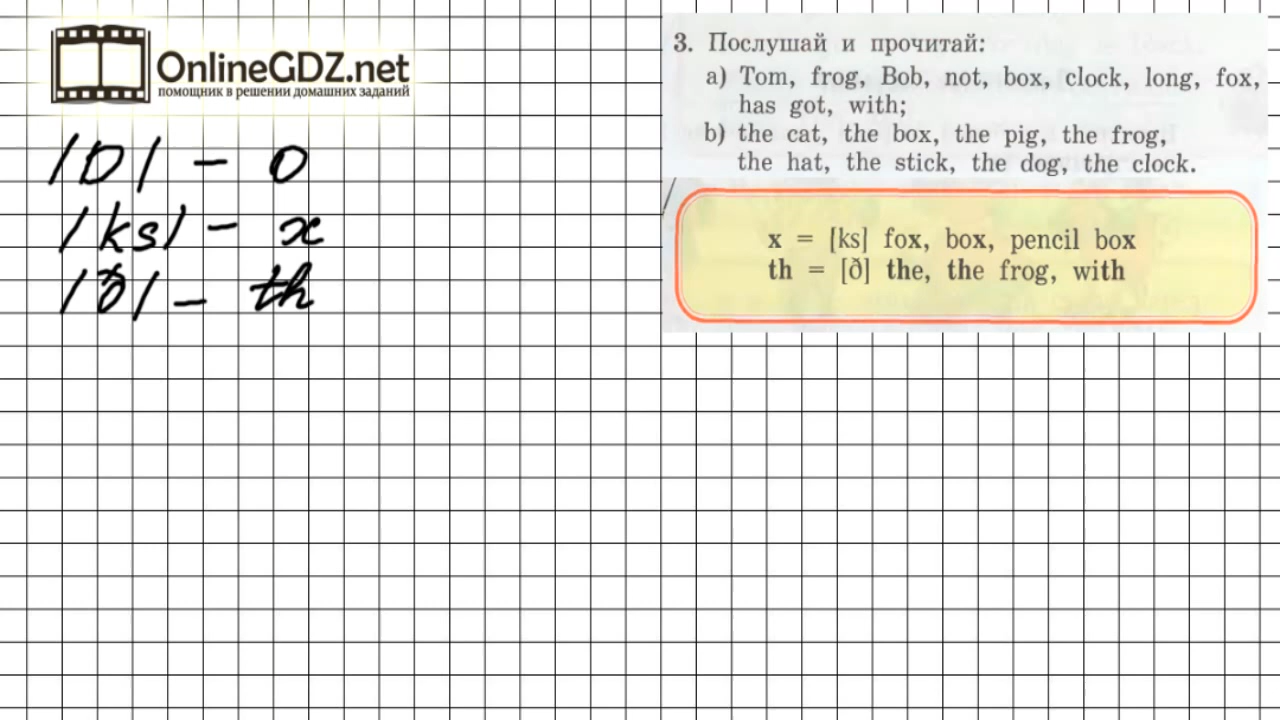 OnlineGDZ.net
помощник в решении домашних заданий
/ɒ/ – o
/ks/ – x
/ð/ – th
3. Послушай и прочитай:
a) Tom, frog, Bob, not, box, clock, long, fox,
has got, with;
b) the cat, the box, the pig, the frog,
the hat, the stick, the dog, the clock.
x = [ks] fox, box, pencil box
th = [ð] the, the frog, with